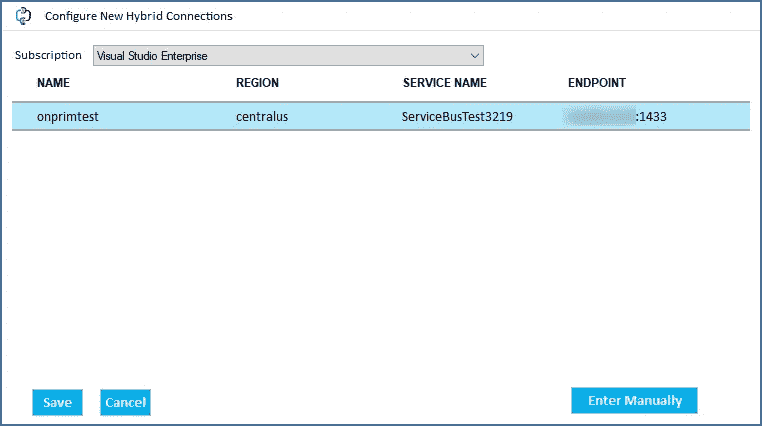 Configure New Hybrid Connections
Subscription Visual Studio Enterprise
NAME REGION SERVICE NAME ENDPOINT
onprimtest centralus ServiceBusTest3219 :1433
Save Cancel Enter Manually